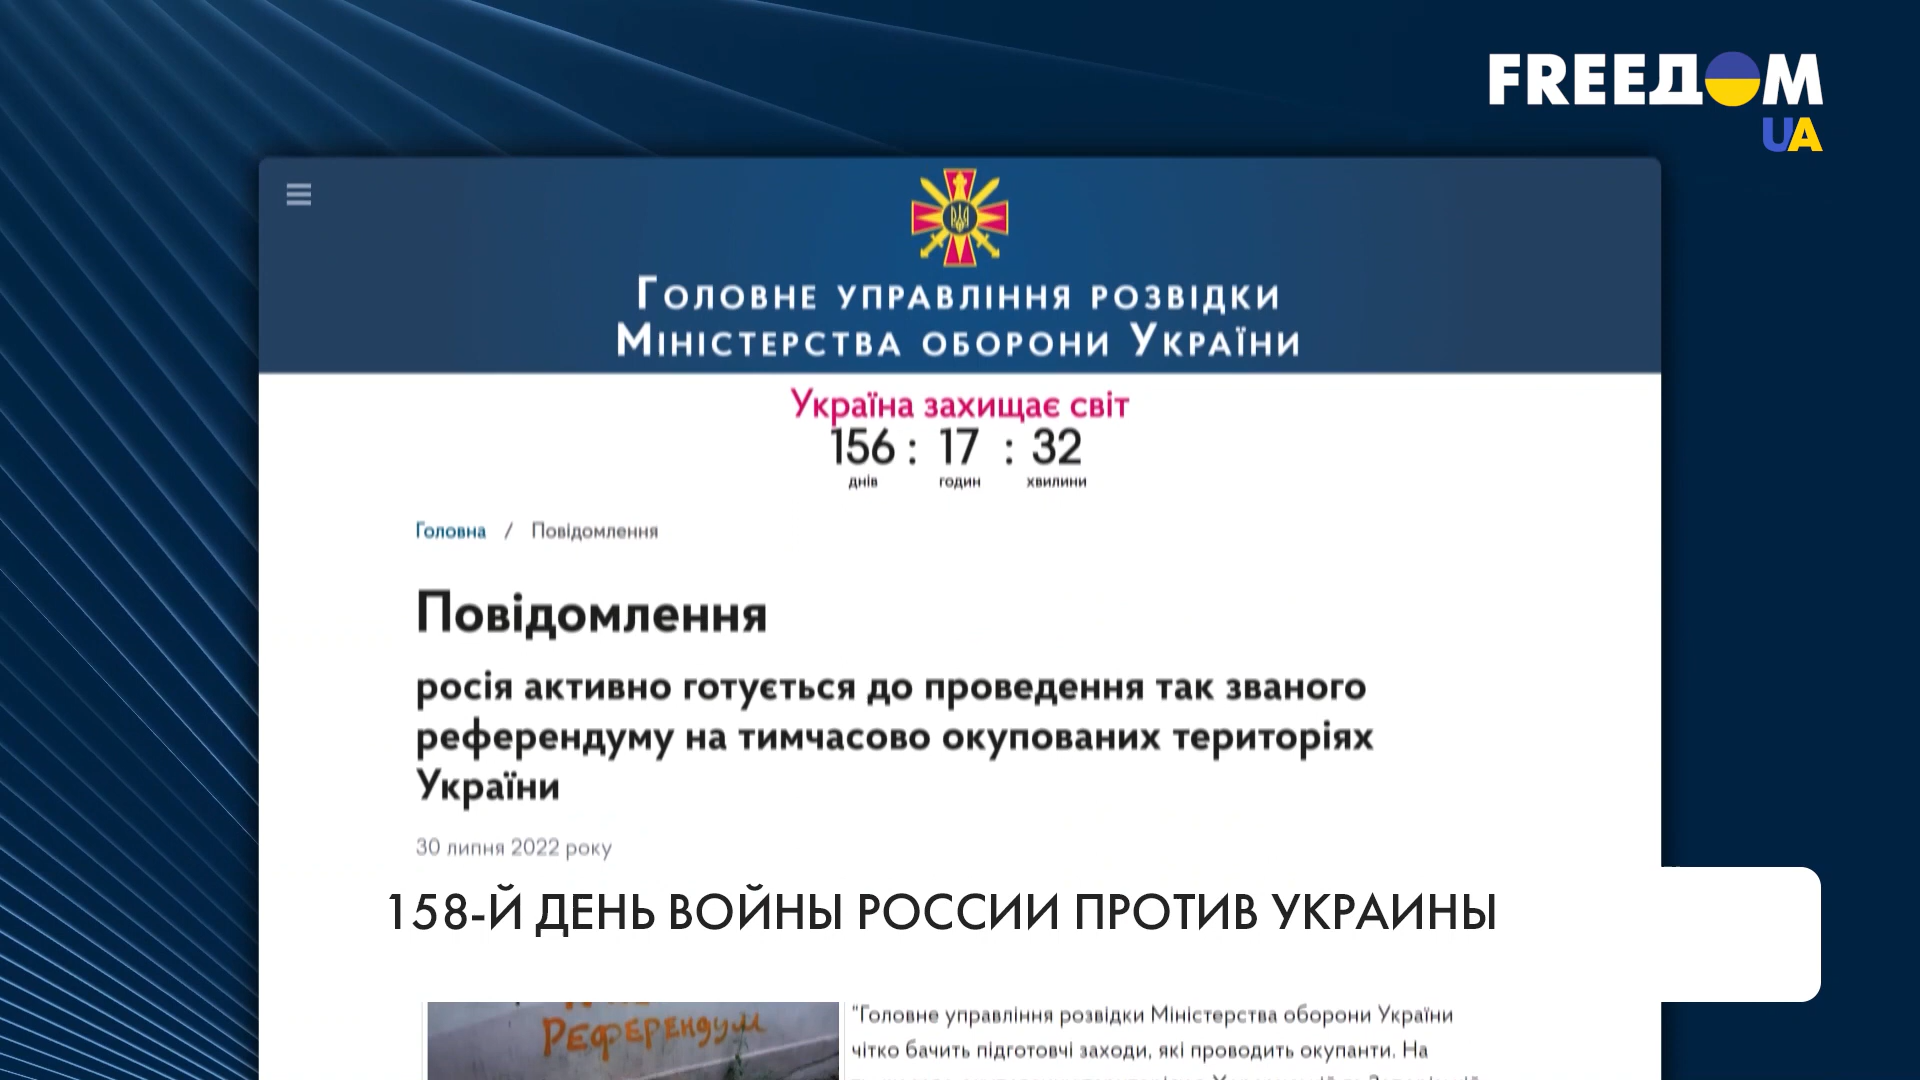 FREEДОМ
UA
Головне управління розвідки
Міністерства оборони України
Україна захищає світ
156 : 17 : 32
днів годин хвилини
Головна / Повідомлення
Повідомлення
росія активно готується до проведення так званого
референдуму на тимчасово окупованих територіях
України
30 липня 2022 року
158-Й ДЕНЬ ВОЙНЫ РОССИИ ПРОТИВ УКРАИНЫ
Референдум
"Головне управління розвідки Міністерства оборони України
чітко бачить підготовчі заходи, які проводить окупанти. На